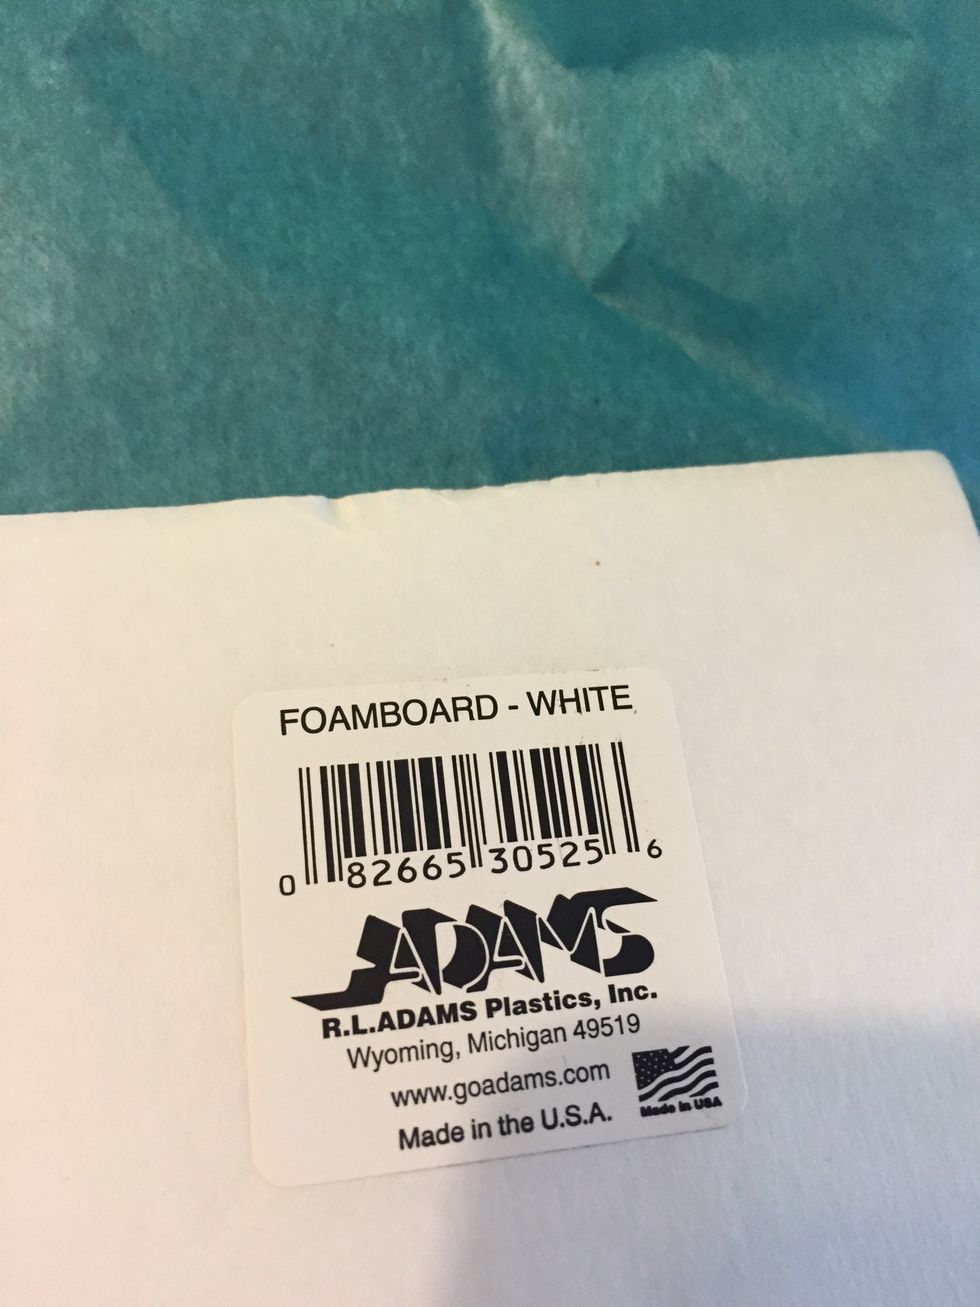 FOAMBOARD - WHITE
0 82665 30525 6
ADAMS
R.L.ADAMS Plastics, Inc.
Wyoming, Michigan 49519
www.goadams.com
Made in USA
Made in the U.S.A.